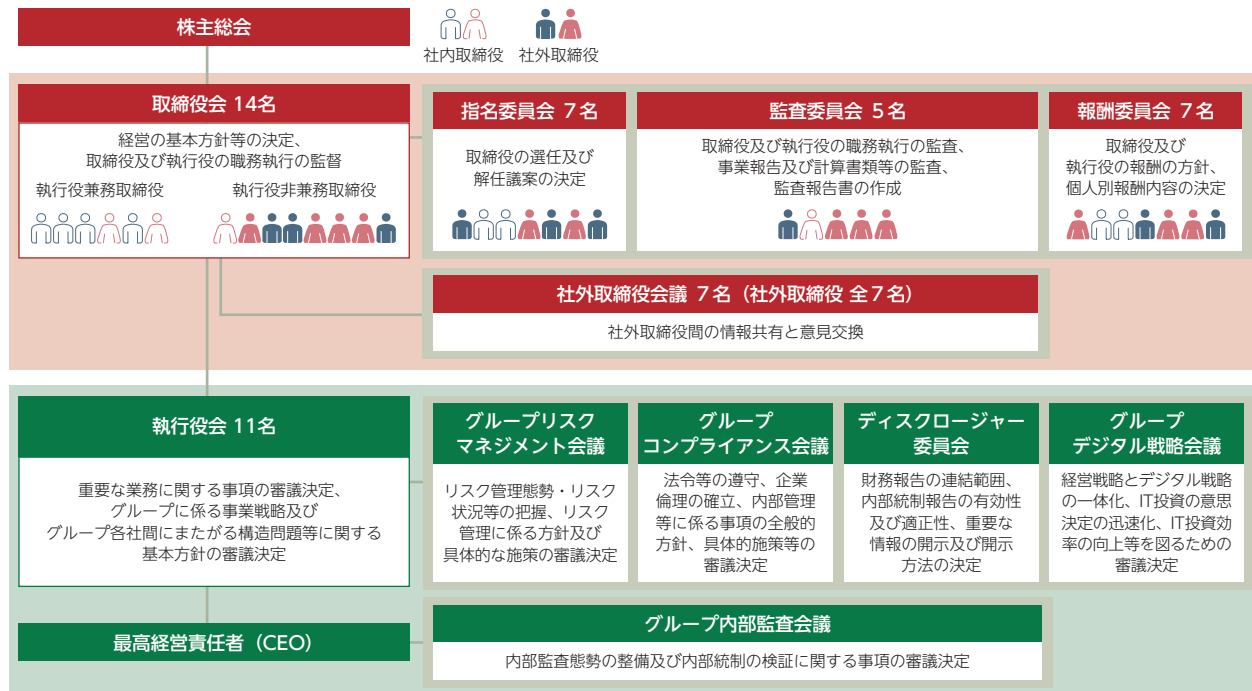 株主総会
社内取締役
社外取締役
取締役会 14名
経営の基本方針等の決定、
取締役及び執行役の職務執行の監督
執行役兼務取締役
執行役非兼務取締役
指名委員会 7名
取締役の選任及び
解任議案の決定
監査委員会 5名
取締役及び執行役の職務執行の監査、
事業報告及び計算書類等の監査、
監査報告書の作成
報酬委員会 7名
取締役及び
執行役の報酬の方針、
個人別報酬内容の決定
社外取締役会議 7名（社外取締役 全7名）
社外取締役間の情報共有と意見交換
執行役会 11名
重要な業務に関する事項の審議決定、
グループに係る事業戦略及び
グループ各社間にまたがる構造問題等に関する
基本方針の審議決定
グループリスク
マネジメント会議
リスク管理態勢・リスク
状況等の把握、リスク
管理に係る方針及び
具体的な施策の審議決定
グループ
コンプライアンス会議
法令等の遵守、企業
倫理の確立、内部管理
等に係る事項の全般的
方針、具体的施策等の
審議決定
ディスクロージャー
委員会
財務報告の連結範囲、
内部統制報告の有効性
及び適正性、重要な
情報の開示及び開示
方法の決定
グループ
デジタル戦略会議
経営戦略とデジタル戦略
の一体化、IT投資の意思
決定の迅速化、IT投資効
率の向上等を図るための
審議決定
最高経営責任者（CEO）
グループ内部監査会議
内部監査態勢の整備及び内部統制の検証に関する事項の審議決定